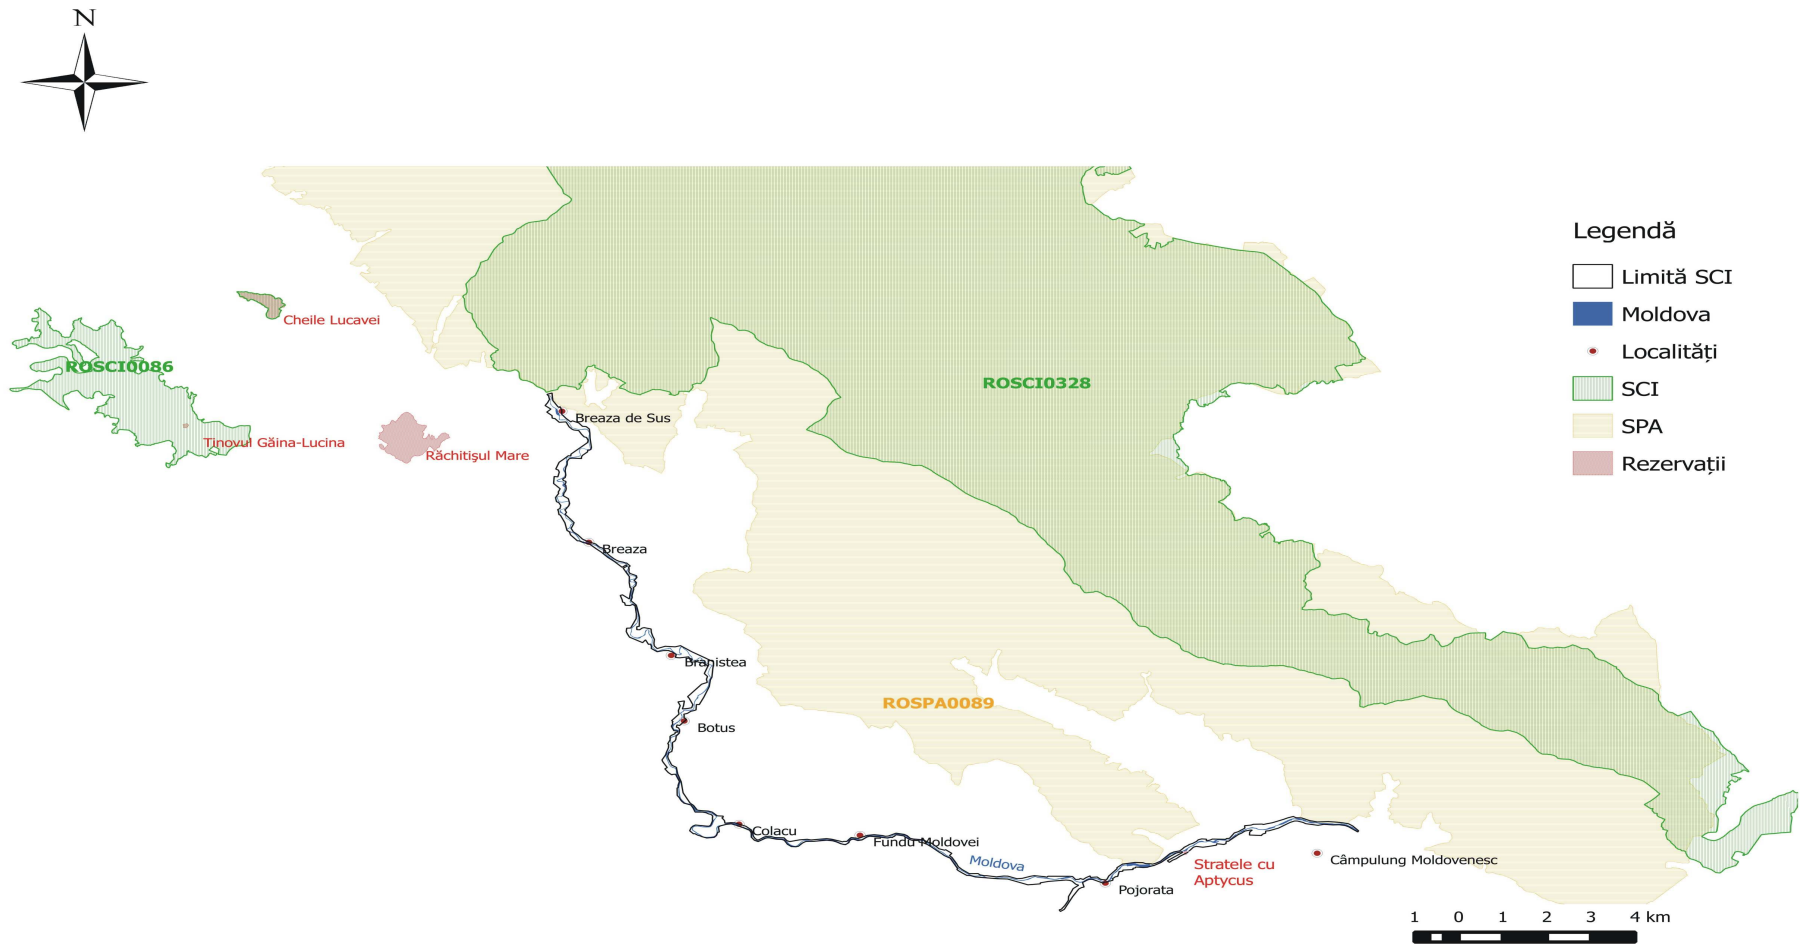 N
Legendă
Limită SCI
Moldova
Localități
SCI
SPA
Rezervații
Cheile Lucavei
ROSCI0086
ROSCI0328
Breaza de Sus
Tinovul Găina-Lucina
Răchitişul Mare
Breaza
Branistea
ROSPA0089
Botus
Colacu
Fundu Moldovei
Moldova
Stratele cu
Aptycus
Câmpulung Moldovenesc
Pojorata
1 0 1 2 3 4 km